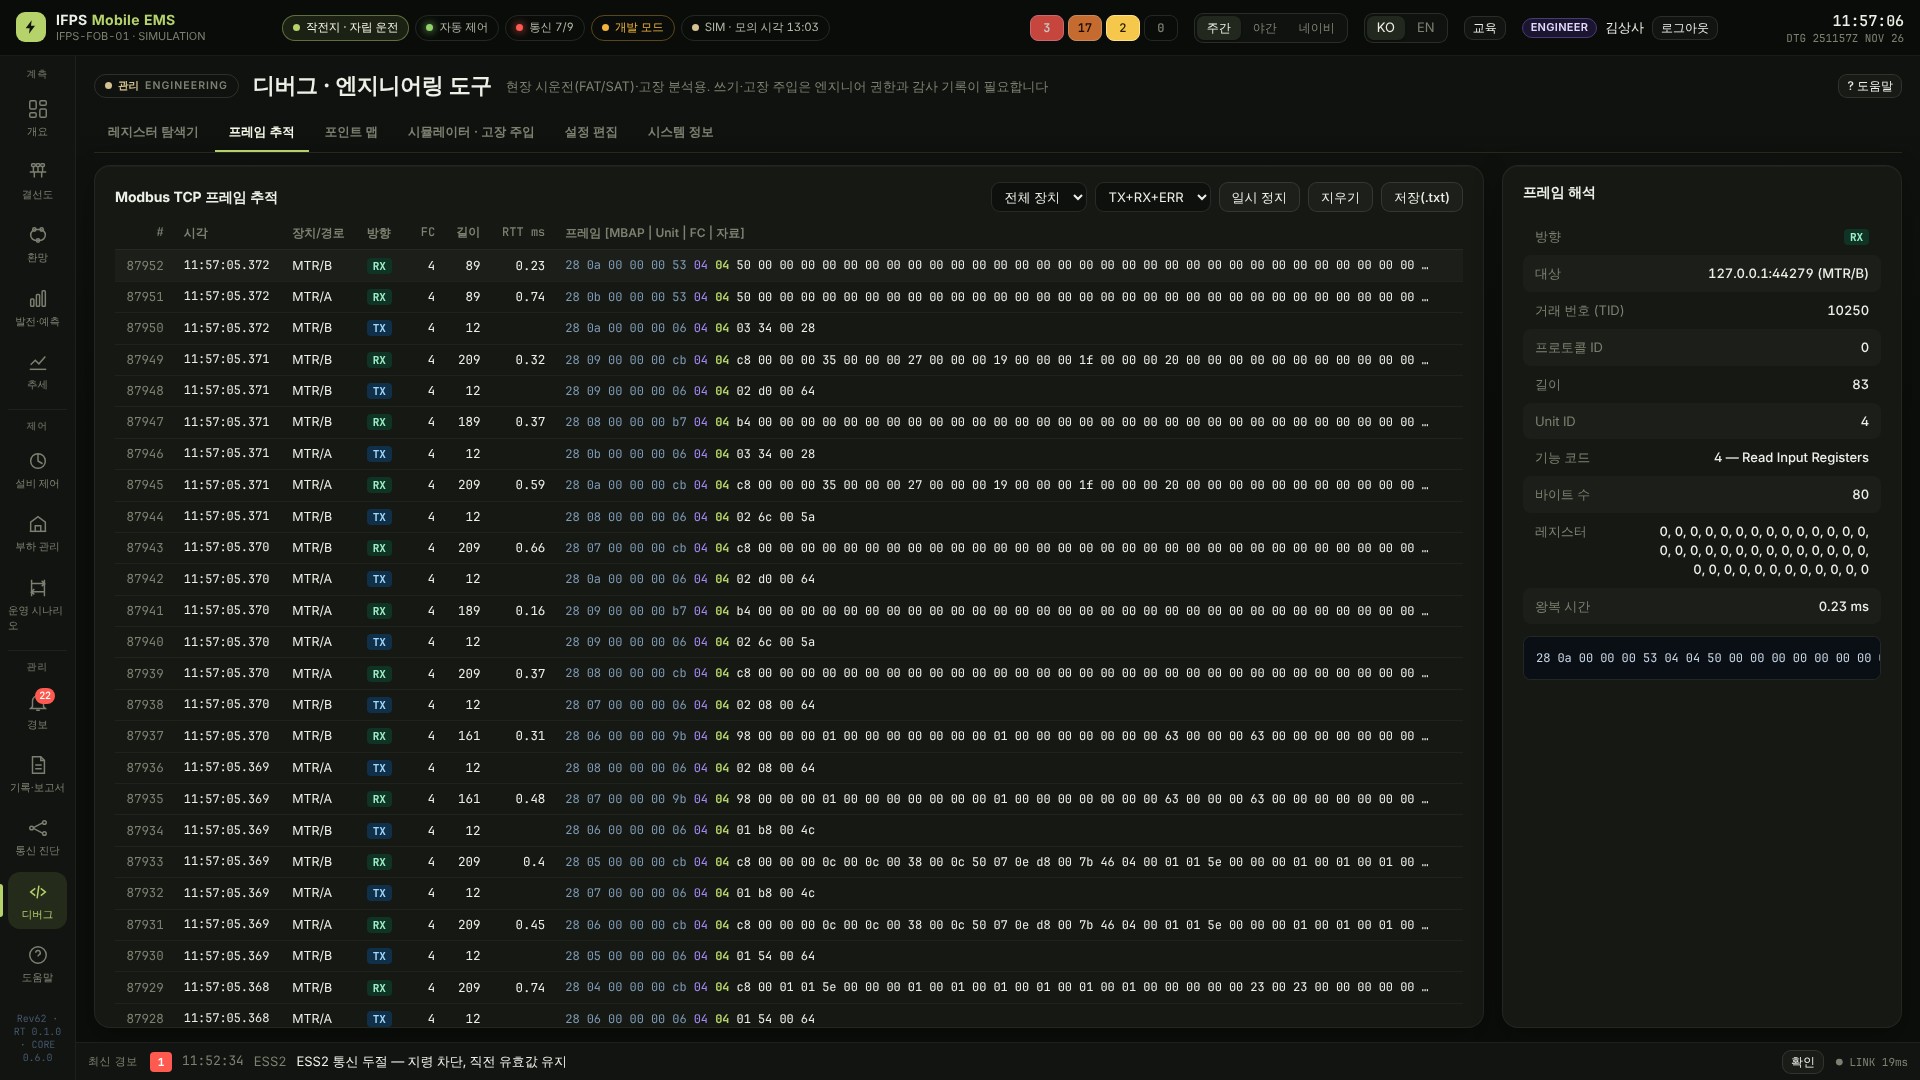 IFPS Mobile EMS
IFPS-FOB-01 · SIMULATION
작전지 · 자립 운전
자동 제어
통신 7/9
개발 모드
SIM · 모의 시각 13:03
3 17 2 0
주간 야간 네이비
KO EN
교육
ENGINEER 김상사 로그아웃
11:57:06
DTG 251157Z NOV 26
계측
개요
결선도
환망
발전·예측
추세
제어
설비 제어
부하 관리
운영 시나리오
관리
22
경보
기록·보고서
통신 진단
디버그
도움말
Rev62 · RT 0.1.0 · CORE 0.6.0
관리 ENGINEERING
디버그 · 엔지니어링 도구
현장 시운전(FAT/SAT)·고장 분석용. 쓰기·고장 주입은 엔지니어 권한과 감사 기록이 필요합니다
? 도움말
레지스터 탐색기 프레임 추적 포인트 맵 시뮬레이터 · 고장 주입 설정 편집 시스템 정보
Modbus TCP 프레임 추적
전체 장치 TX+RX+ERR 일시 정지 지우기 저장(.txt)
# 시각 장치/경로 방향 FC 길이 RTT ms 프레임 [MBAP | Unit | FC | 자료]
87952 11:57:05.372 MTR/B RX 4 89 0.23 28 0a 00 00 00 53 04 04 50 00 00 00 00 00 00 00 00 00 00 00 00 00 00 00 00 00 00 00 00 00 00 00 00 00 00 00 00 00 00 00 …
87951 11:57:05.372 MTR/A RX 4 89 0.74 28 0b 00 00 00 53 04 04 50 00 00 00 00 00 00 00 00 00 00 00 00 00 00 00 00 00 00 00 00 00 00 00 00 00 00 00 00 00 00 00 …
87950 11:57:05.372 MTR/B TX 4 12 28 0a 00 00 00 06 04 04 03 34 00 28
87949 11:57:05.371 MTR/B RX 4 209 0.32 28 09 00 00 00 cb 04 04 c8 00 00 00 35 00 00 00 27 00 00 00 19 00 00 00 1f 00 00 00 20 00 00 00 00 00 00 00 00 00 00 00 …
87948 11:57:05.371 MTR/B TX 4 12 28 09 00 00 00 06 04 04 02 d0 00 64
87947 11:57:05.371 MTR/B RX 4 189 0.37 28 08 00 00 00 b7 04 04 b4 00 00 00 00 00 00 00 00 00 00 00 00 00 00 00 00 00 00 00 00 00 00 00 00 00 00 00 00 00 00 00 …
87946 11:57:05.371 MTR/A TX 4 12 28 0b 00 00 00 06 04 04 03 34 00 28
87945 11:57:05.371 MTR/A RX 4 209 0.59 28 0a 00 00 00 cb 04 04 c8 00 00 00 35 00 00 00 27 00 00 00 19 00 00 00 1f 00 00 00 20 00 00 00 00 00 00 00 00 00 00 00 …
87944 11:57:05.371 MTR/B TX 4 12 28 08 00 00 00 06 04 04 02 6c 00 5a
87943 11:57:05.370 MTR/B RX 4 209 0.66 28 07 00 00 00 cb 04 04 c8 00 00 00 00 00 00 00 00 00 00 00 00 00 00 00 00 00 00 00 00 00 00 00 00 00 00 00 00 00 00 00 …
87942 11:57:05.370 MTR/A TX 4 12 28 0a 00 00 00 06 04 04 02 d0 00 64
87941 11:57:05.370 MTR/A RX 4 189 0.16 28 09 00 00 00 b7 04 04 b4 00 00 00 00 00 00 00 00 00 00 00 00 00 00 00 00 00 00 00 00 00 00 00 00 00 00 00 00 00 00 00 …
87940 11:57:05.370 MTR/A TX 4 12 28 09 00 00 00 06 04 04 02 6c 00 5a
87939 11:57:05.370 MTR/A RX 4 209 0.37 28 08 00 00 00 cb 04 04 c8 00 00 00 00 00 00 00 00 00 00 00 00 00 00 00 00 00 00 00 00 00 00 00 00 00 00 00 00 00 00 00 …
87938 11:57:05.370 MTR/B TX 4 12 28 07 00 00 00 06 04 04 02 08 00 64
87937 11:57:05.370 MTR/B RX 4 161 0.31 28 06 00 00 00 9b 04 04 98 00 00 00 01 00 00 00 00 00 00 00 01 00 00 00 00 00 00 00 63 00 00 00 63 00 00 00 00 00 00 00 …
87936 11:57:05.369 MTR/A TX 4 12 28 08 00 00 00 06 04 04 02 08 00 64
87935 11:57:05.369 MTR/A RX 4 161 0.48 28 07 00 00 00 9b 04 04 98 00 00 00 01 00 00 00 00 00 00 00 01 00 00 00 00 00 00 00 63 00 00 00 63 00 00 00 00 00 00 00 …
87934 11:57:05.369 MTR/B TX 4 12 28 06 00 00 00 06 04 04 01 b8 00 4c
87933 11:57:05.369 MTR/B RX 4 209 0.4 28 05 00 00 00 cb 04 04 c8 00 00 00 0c 00 0c 00 38 00 0c 50 07 0e d8 00 7b 46 04 00 01 01 5e 00 00 00 01 00 01 00 01 00 …
87932 11:57:05.369 MTR/A TX 4 12 28 07 00 00 00 06 04 04 01 b8 00 4c
87931 11:57:05.369 MTR/A RX 4 209 0.45 28 06 00 00 00 cb 04 04 c8 00 00 00 0c 00 0c 00 38 00 0c 50 07 0e d8 00 7b 46 04 00 01 01 5e 00 00 00 01 00 01 00 01 00 …
87930 11:57:05.369 MTR/B TX 4 12 28 05 00 00 00 06 04 04 01 54 00 64
87929 11:57:05.368 MTR/B RX 4 209 0.74 28 04 00 00 00 cb 04 04 c8 00 01 01 5e 00 00 00 01 00 01 00 01 00 01 00 01 00 01 00 00 00 00 00 23 00 23 00 00 00 00 00 …
87928 11:57:05.368 MTR/A TX 4 12 28 06 00 00 00 06 04 04 01 54 00 64
프레임 해석
방향 RX
대상 127.0.0.1:44279 (MTR/B)
거래 번호 (TID) 10250
프로토콜 ID 0
길이 83
Unit ID 4
기능 코드 4 — Read Input Registers
바이트 수 80
레지스터 0, 0, 0, 0, 0, 0, 0, 0, 0, 0, 0, 0, 0, 0,
0, 0, 0, 0, 0, 0, 0, 0, 0, 0, 0, 0, 0, 0,
0, 0, 0, 0, 0, 0, 0, 0, 0, 0, 0, 0
왕복 시간 0.23 ms
28 0a 00 00 00 53 04 04 50 00 00 00 00 00 00 00
최신 경보 1 11:52:34 ESS2 ESS2 통신 두절 — 지령 차단, 직전 유효값 유지
확인
LINK 19ms